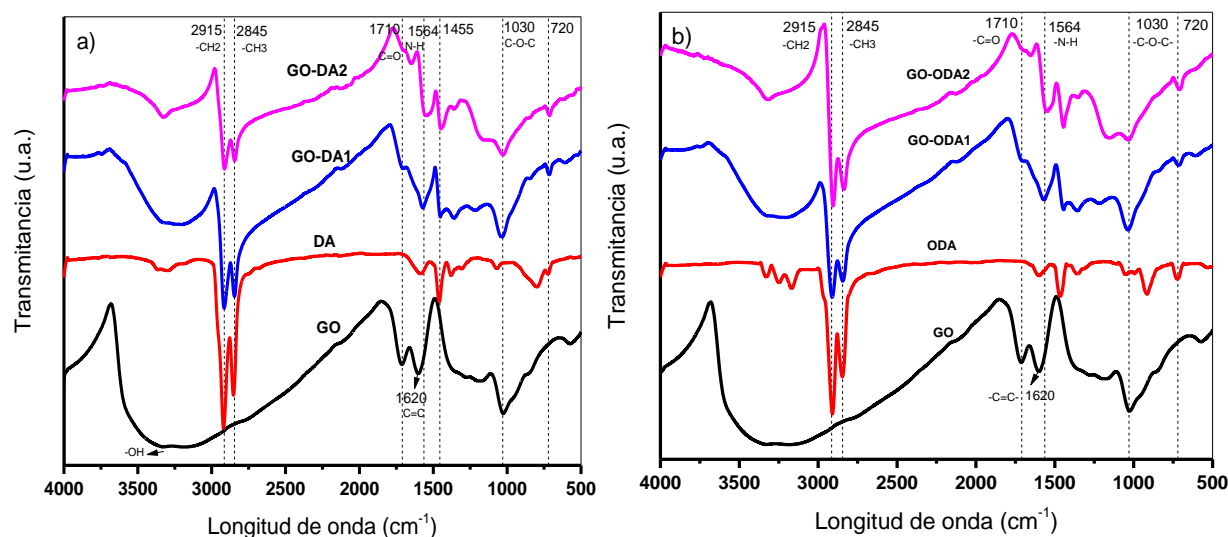 a)
2915
-CH2
2845
-CH3
1710
C=O
1564
N-H
1455
1030
C-O-C
720
GO-DA2
GO-DA1
DA
GO
1620
C=C
-OH
Transmitancia (u.a.)
4000 3500 3000 2500 2000 1500 1000 500
Longitud de onda (cm⁻¹)
b)
2915
-CH2
2845
-CH3
1710
-C=O
1564
-N-H
1030
-C-O-C-
720
GO-ODA2
GO-ODA1
ODA
GO
-C=C-
1620
Transmitancia (u.a.)
4000 3500 3000 2500 2000 1500 1000 500
Longitud de onda (cm⁻¹)